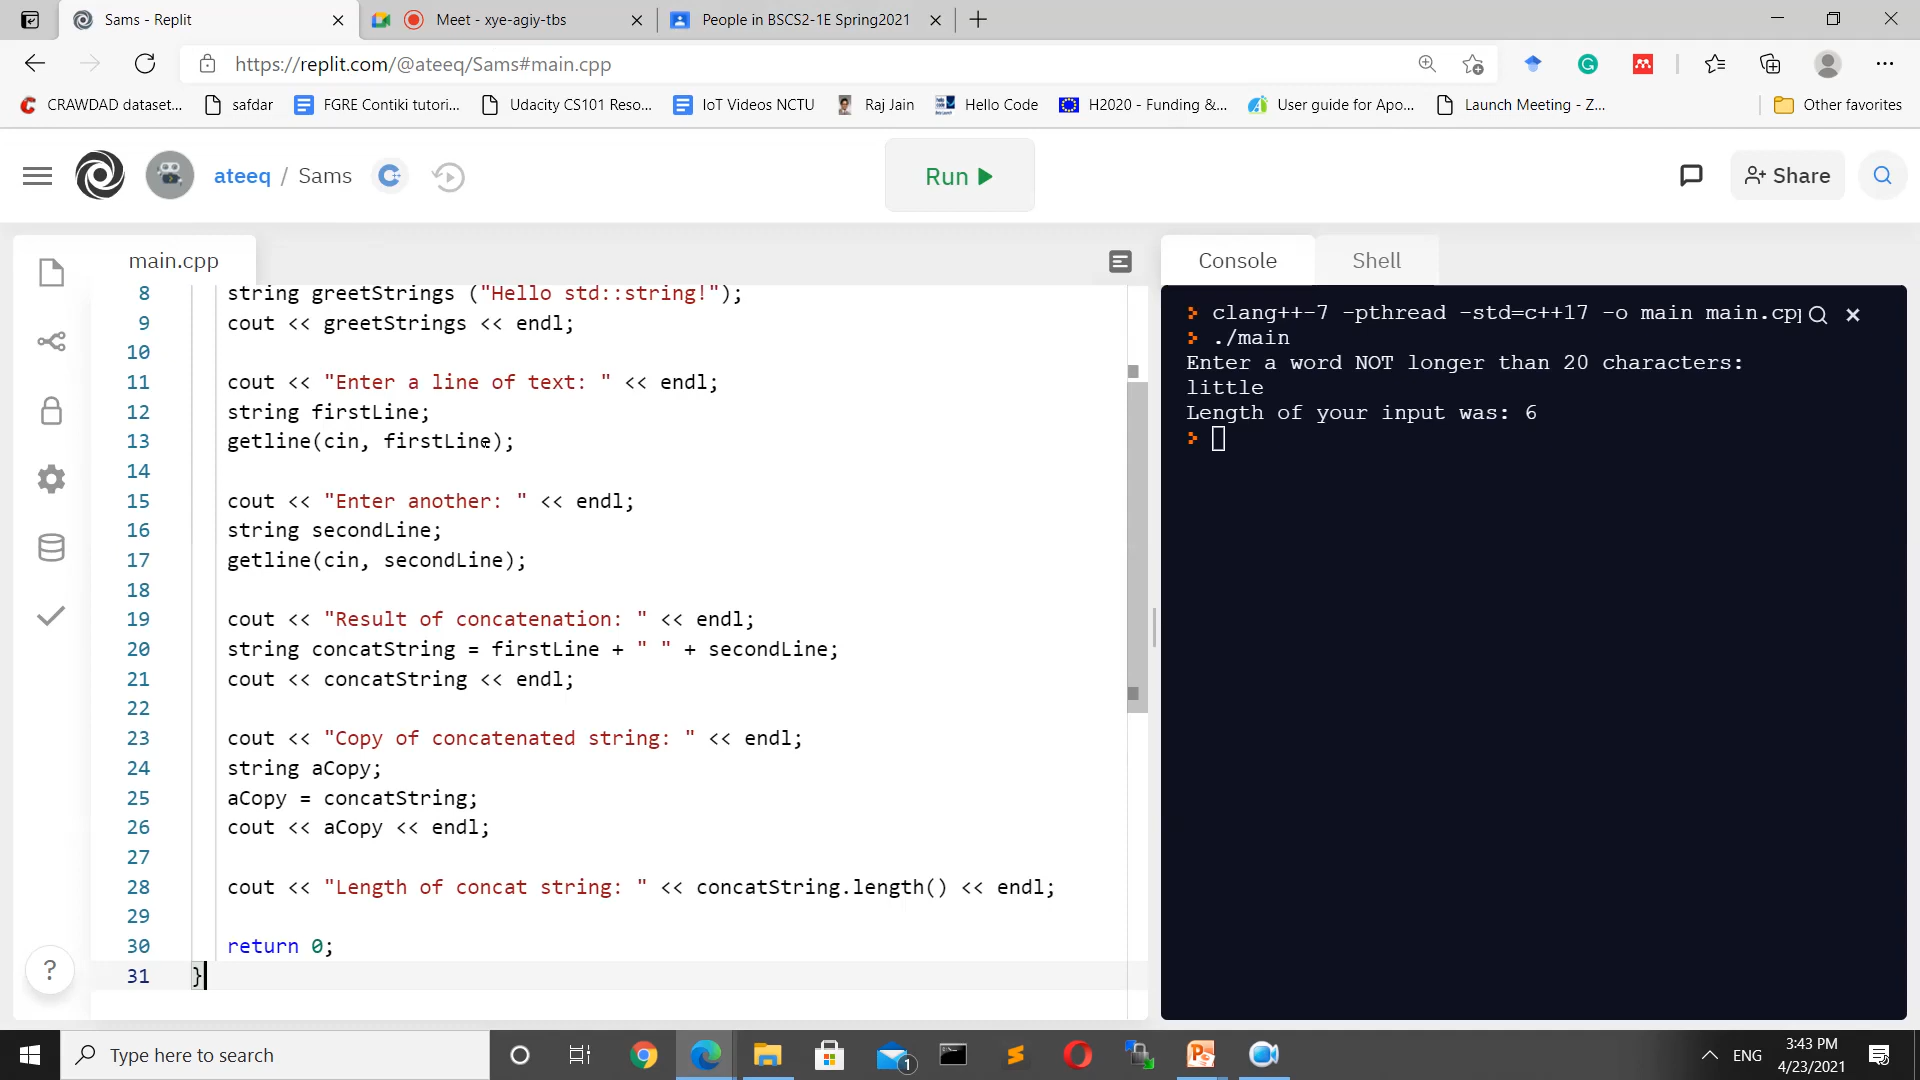 Sams - Replit
Meet - xye-agiy-tbs
People in BSCS2-1E Spring2021
https://replit.com/@ateeq/Sams#main.cpp
CRAWDAD dataset...
safdar
FGRE Contiki tutori...
Udacity CS101 Reso...
IoT Videos NCTU
Raj Jain
Hello Code
H2020 - Funding &...
User guide for Apo...
Launch Meeting - Z...
Other favorites
ateeq / Sams
Run
Share
main.cpp
8 string greetStrings ("Hello std::string!");
9 cout << greetStrings << endl;
10
11 cout << "Enter a line of text: " << endl;
12 string firstLine;
13 getline(cin, firstLine);
14
15 cout << "Enter another: " << endl;
16 string secondLine;
17 getline(cin, secondLine);
18
19 cout << "Result of concatenation: " << endl;
20 string concatString = firstLine + " " + secondLine;
21 cout << concatString << endl;
22
23 cout << "Copy of concatenated string: " << endl;
24 string aCopy;
25 aCopy = concatString;
26 cout << aCopy << endl;
27
28 cout << "Length of concat string: " << concatString.length() << endl;
29
30 return 0;
31 }
Console
Shell
clang++-7 -pthread -std=c++17 -o main main.cp
./main
Enter a word NOT longer than 20 characters:
little
Length of your input was: 6
?
Type here to search
1
ENG
3:43 PM
4/23/2021